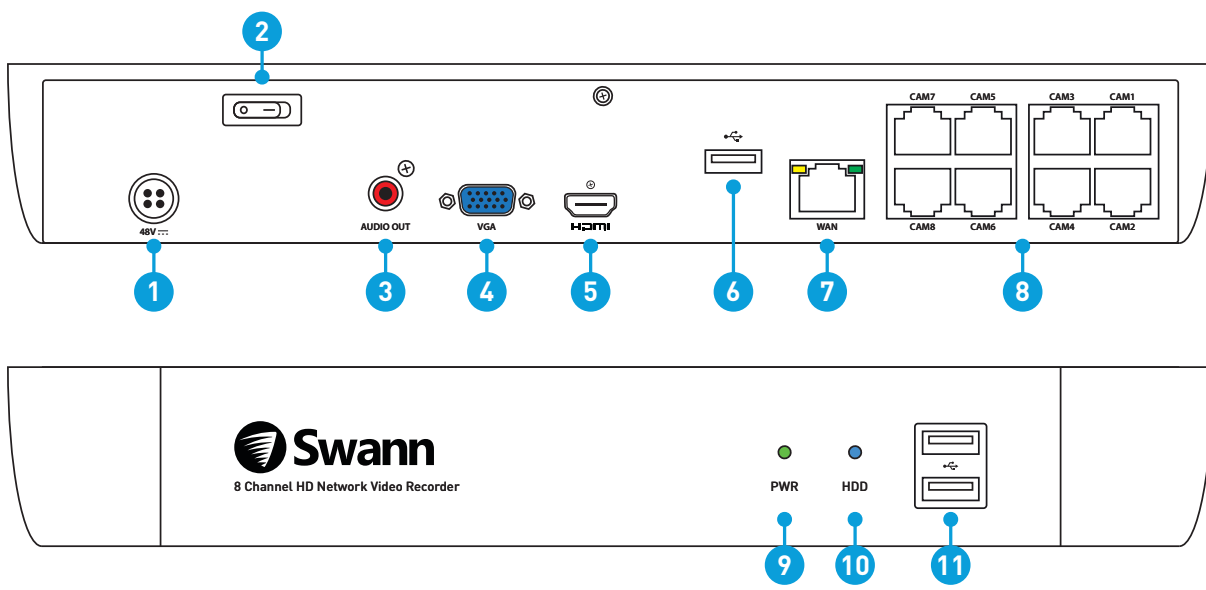 2
CAM7 CAM5 CAM3 CAM1
48V
AUDIO OUT
VGA
HDMI
WAN
CAM8 CAM6 CAM4 CAM2
1 3 4 5 6 7 8
Swann
8 Channel HD Network Video Recorder
PWR HDD
9 10 11